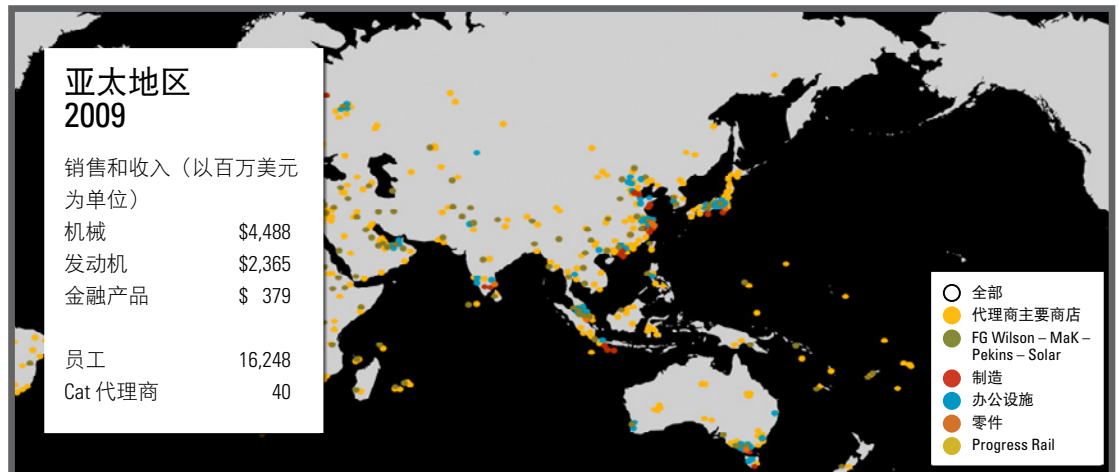 亚太地区
2009
销售和收入（以百万美元
为单位）
机械 $4,488
发动机 $2,365
金融产品 $ 379
员工 16,248
Cat 代理商 40
全部
代理商主要商店
FG Wilson – MaK –
Pekins – Solar
制造
办公设施
零件
Progress Rail